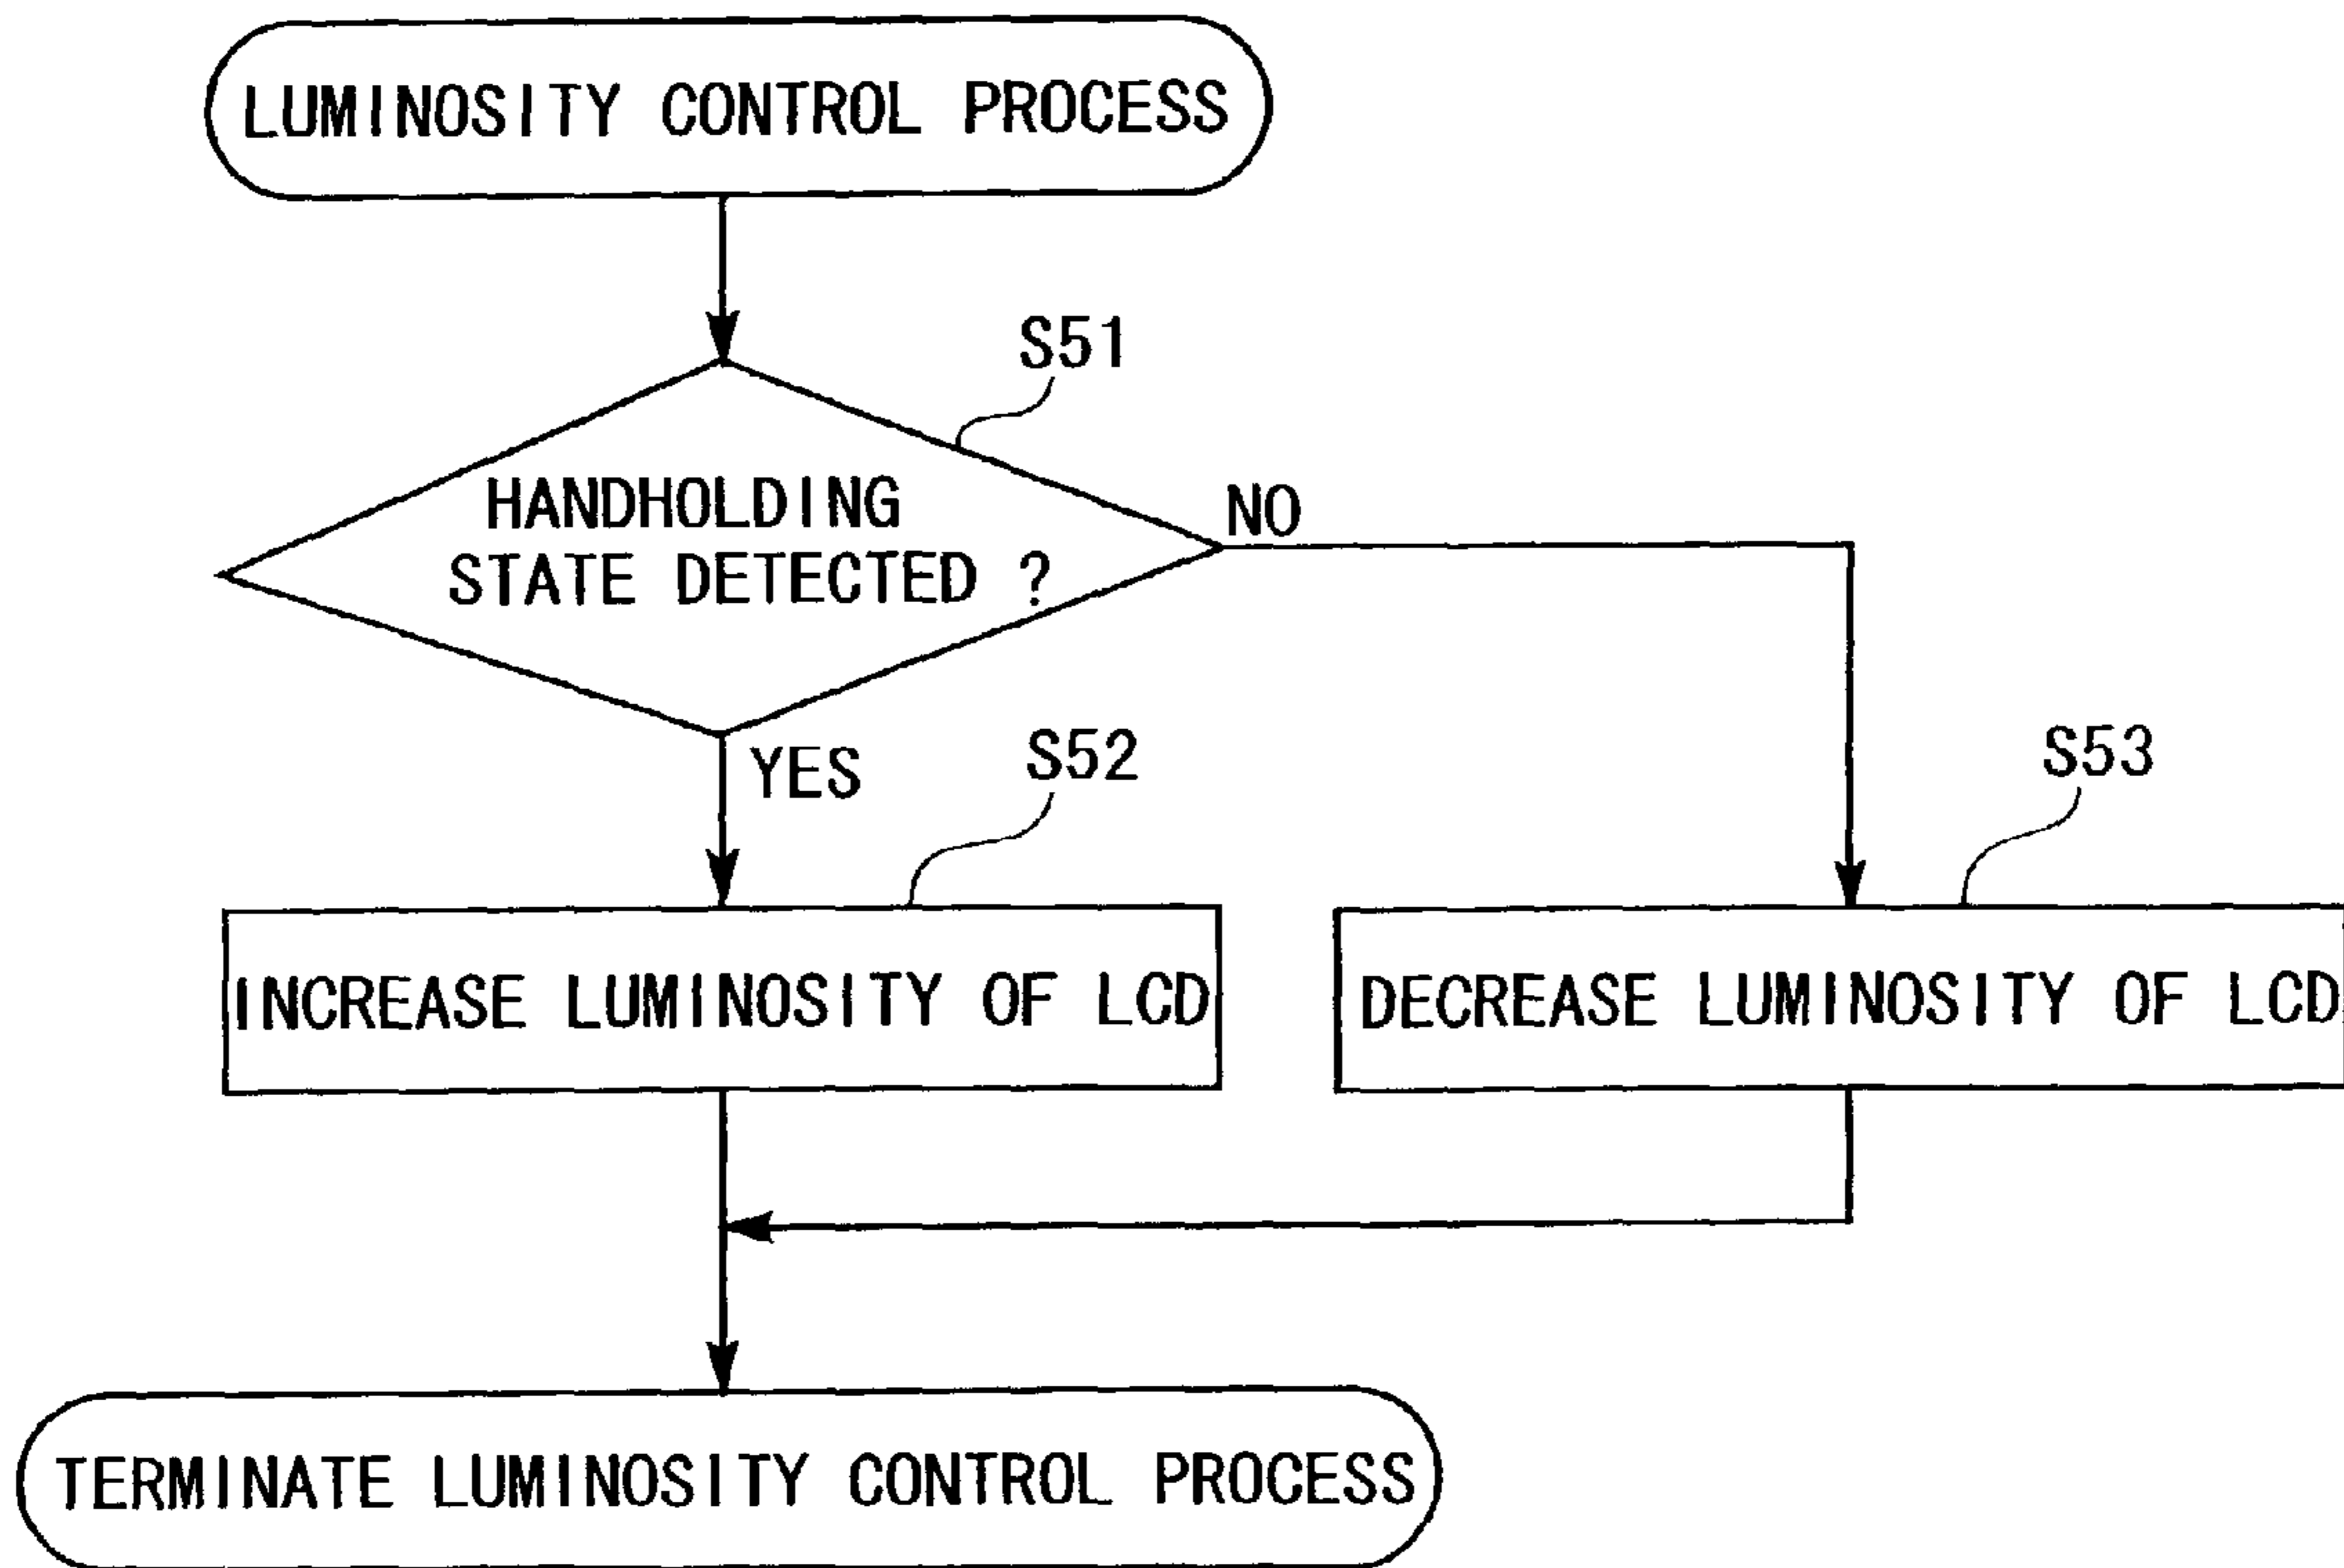 LUMINOSITY CONTROL PROCESS
S51
HANDHOLDING
STATE DETECTED ?
NO
YES
S52
S53
INCREASE LUMINOSITY OF LCD
DECREASE LUMINOSITY OF LCD
TERMINATE LUMINOSITY CONTROL PROCESS